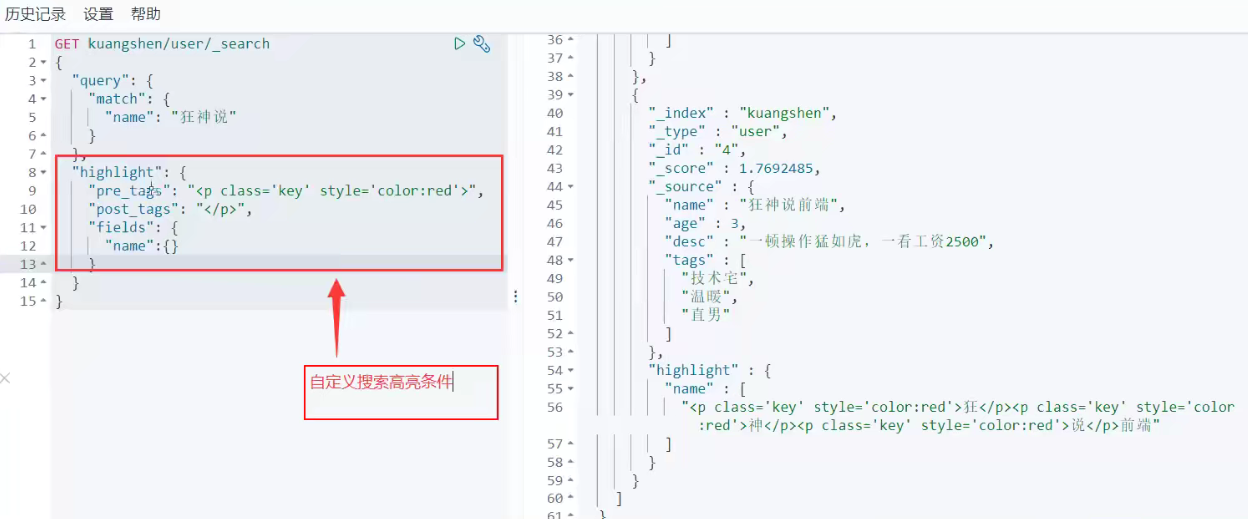 历史记录 设置 帮助
1 GET kuangshen/user/_search
2 {
3 "query": {
4 "match": {
5 "name": "狂神说"
6 }
7 },
8 "highlight": {
9 "pre_tags": "<p class='key' style='color:red'>",
10 "post_tags": "</p>",
11 "fields": {
12 "name":{}
13 }
14 }
15 }
自定义搜索高亮条件
36 ]
37 }
38 },
39 {
40 "_index" : "kuangshen",
41 "_type" : "user",
42 "_id" : "4",
43 "_score" : 1.7692485,
44 "_source" : {
45 "name" : "狂神说前端",
46 "age" : 3,
47 "desc" : "一顿操作猛如虎，一看工资2500",
48 "tags" : [
49 "技术宅",
50 "温暖",
51 "直男"
52 ]
53 },
54 "highlight" : {
55 "name" : [
56 "<p class='key' style='color:red'>狂</p><p class='key' style='color
:red'>神</p><p class='key' style='color:red'>说</p>前端"
57 ]
58 }
59 }
60 ]
61 }